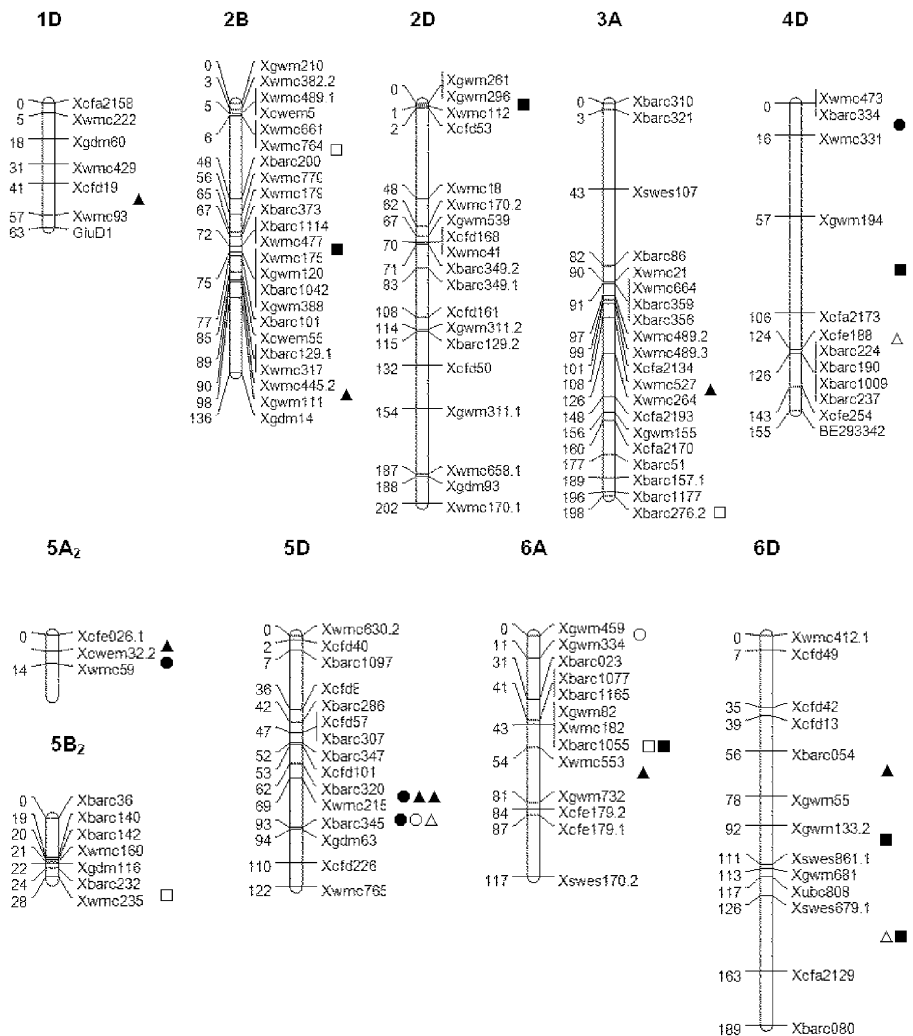 1D
0 Xcfa2158
5 Xwmc222
18 Xgdm60
31 Xwmc429
41 Xcfd19
57 Xwmc93
63 GluD1
2B
0 Xgwm210
3 Xwmc382.2
Xwmc489.1
5 Xcwem5
Xwmc661
6 Xwmc764
48 Xbarc200
56 Xwmc770
65 Xwmc179
67 Xbarc373
Xbarc1114
72 Xwmc477
Xwmc175
Xgwm120
75 Xbarc1042
Xgwm388
77 Xbarc101
85 Xcwem55
Xbarc129.1
89 Xwmc317
90 Xwmc445.2
98 Xgwm111
136 Xgdm14
2D
Xgwm261
0 Xgwm296
1 Xwmc112
2 Xcfd53
48 Xwmc18
62 Xwmc170.2
67 Xgwm539
Xcfd168
70 Xwmc41
71 Xbarc349.2
83 Xbarc349.1
108 Xcfd161
114 Xgwm311.2
115 Xbarc129.2
132 Xcfd50
154 Xgwm311.1
187 Xwmc658.1
188 Xgdm93
202 Xwmc170.1
3A
0 Xbarc310
3 Xbarc321
43 Xswes107
82 Xbarc86
90 Xwmc21
Xwmc664
91 Xbarc359
Xbarc356
97 Xwmc489.2
99 Xwmc489.3
101 Xcfa2134
108 Xwmc527
126 Xwmc264
148 Xcfa2193
156 Xgwm155
160 Xcfa2170
177 Xbarc51
189 Xbarc157.1
196 Xbarc1177
198 Xbarc276.2
4D
Xwmc473
0 Xbarc334
16 Xwmc331
57 Xgwm194
106 Xcfa2173
124 Xcfe188
Xbarc224
126 Xbarc190
Xbarc1009
Xbarc237
143 Xcfe254
155 BE293342
5A2
0 Xcfe026.1
Xcwem32.2
14 Xwmc59
5B2
0 Xbarc36
19 Xbarc140
20 Xbarc142
21 Xwmc160
22 Xgdm116
24 Xbarc232
28 Xwmc235
5D
0 Xwmc630.2
2 Xcfd40
7 Xbarc1097
36 Xcfd8
42 Xbarc286
Xcfd57
47 Xbarc307
52 Xbarc347
53 Xcfd101
62 Xbarc320
69 Xwmc215
93 Xbarc345
94 Xgdm63
110 Xcfd226
122 Xwmc765
6A
0 Xgwm459
11 Xgwm334
31 Xbarc023
Xbarc1077
41 Xbarc1165
Xgwm82
43 Xwmc182
Xbarc1055
54 Xwmc553
81 Xgwm732
84 Xcfe179.2
87 Xcfe179.1
117 Xswes170.2
6D
0 Xwmc412.1
7 Xcfd49
35 Xcfd42
39 Xcfd13
56 Xbarc054
78 Xgwm55
92 Xgwm133.2
111 Xswes861.1
113 Xgwm681
117 Xubc808
126 Xswes679.1
163 Xcfa2129
189 Xbarc080